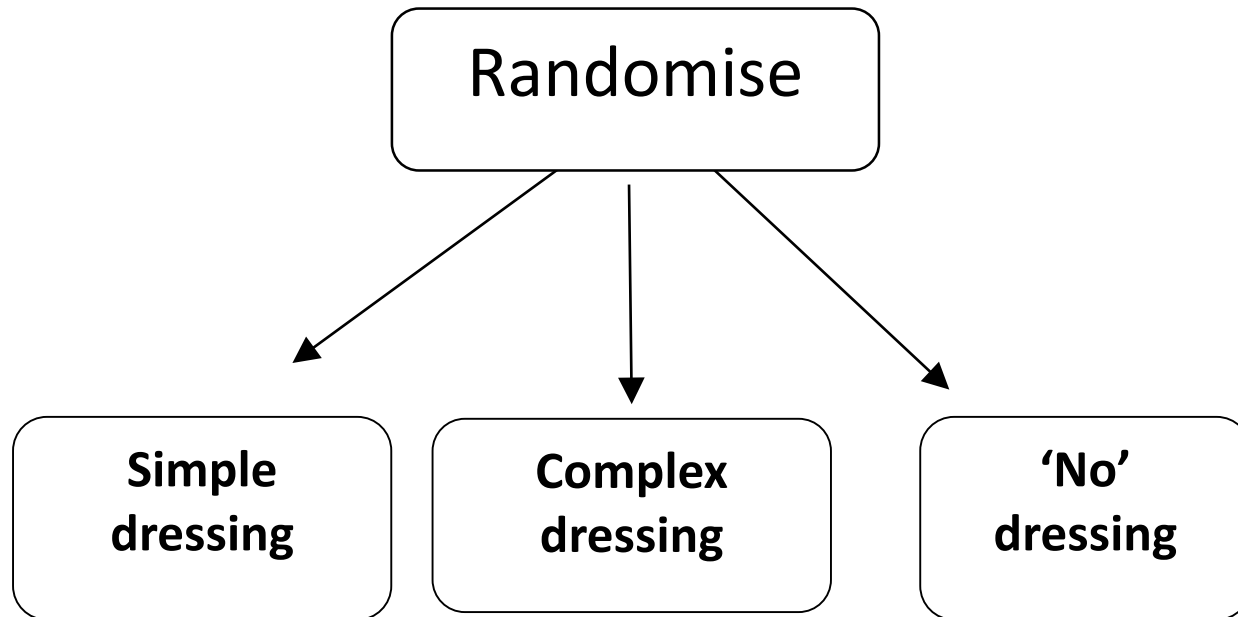 Randomise
Simple
dressing
Complex
dressing
‘No’
dressing